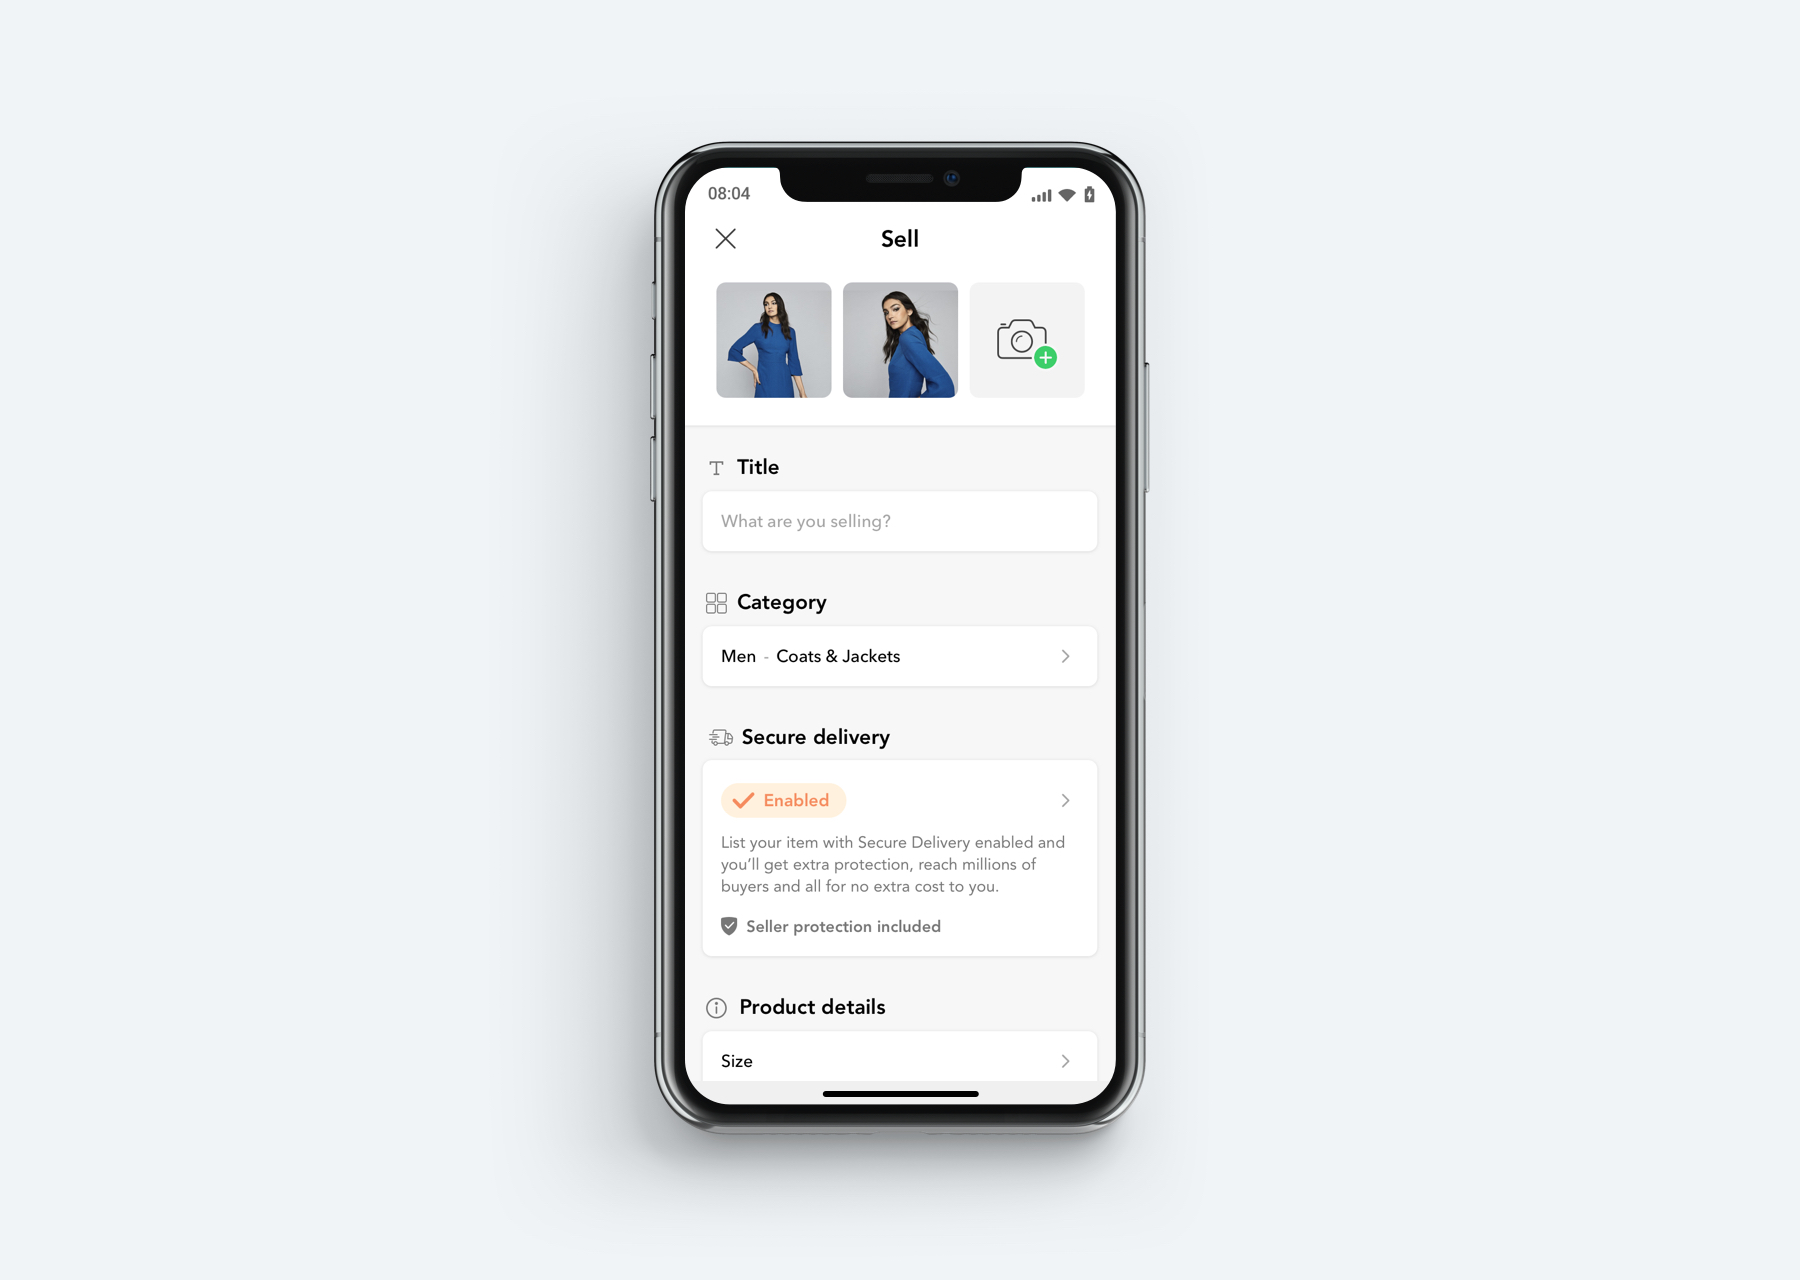 08:04
Sell
Title
What are you selling?
Category
Men - Coats & Jackets
Secure delivery
Enabled
List your item with Secure Delivery enabled and
you'll get extra protection, reach millions of
buyers and all for no extra cost to you.
Seller protection included
Product details
Size